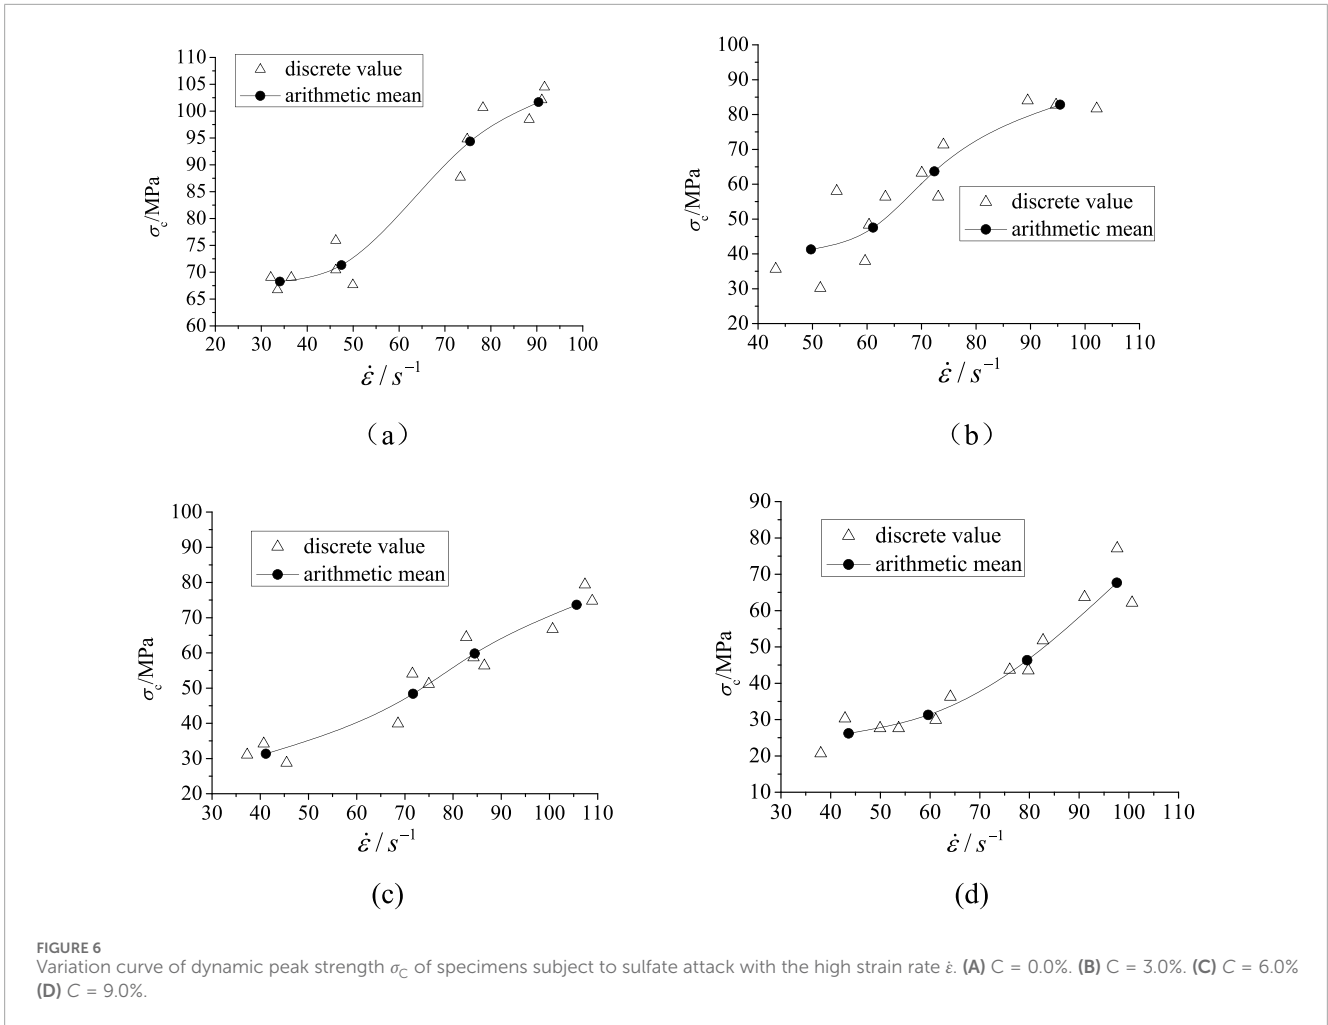 110
105
100
95
90
85
80
75
70
65
60
σc/MPa
discrete value
arithmetic mean
20 30 40 50 60 70 80 90 100
ε̇ / s⁻¹
(a)
100
90
80
70
60
50
40
30
20
σc/MPa
discrete value
arithmetic mean
40 50 60 70 80 90 100 110
ε̇ / s⁻¹
(b)
100
90
80
70
60
50
40
30
20
σc/MPa
discrete value
arithmetic mean
30 40 50 60 70 80 90 100 110
ε̇ / s⁻¹
(c)
90
80
70
60
50
40
30
20
10
σc/MPa
discrete value
arithmetic mean
30 40 50 60 70 80 90 100 110
ε̇ / s⁻¹
(d)
FIGURE 6
Variation curve of dynamic peak strength σC of specimens subject to sulfate attack with the high strain rate ε̇. (A) C = 0.0%. (B) C = 3.0%. (C) C = 6.0%
(D) C = 9.0%.